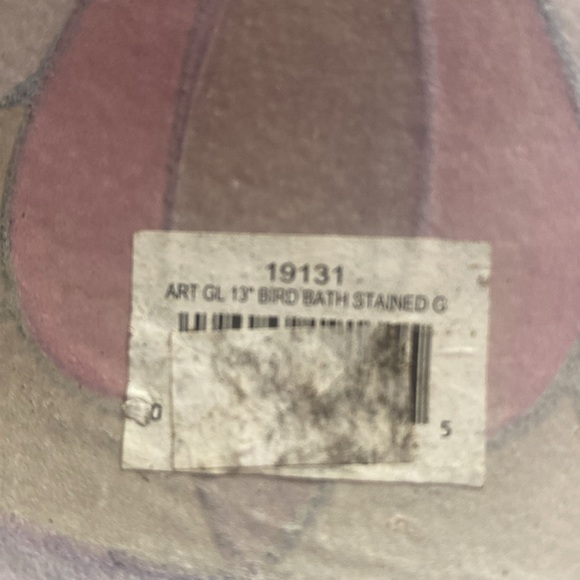 19131
ART GL 13" BIRD BATH STAINED G
0 5